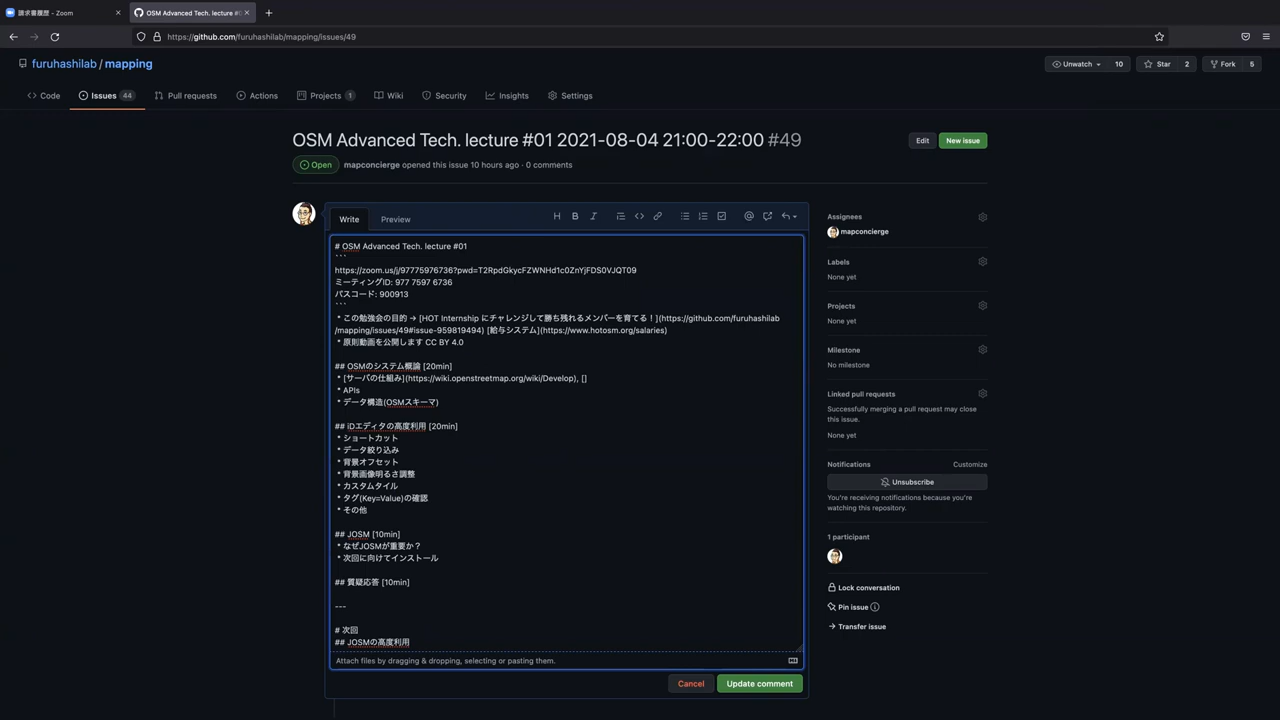 請求書履歴 - Zoom
OSM Advanced Tech. lecture #0
https://github.com/furuhashilab/mapping/issues/49
furuhashilab / mapping
Unwatch 10
Star 2
Fork 5
Code
Issues 44
Pull requests
Actions
Projects 1
Wiki
Security
Insights
Settings
OSM Advanced Tech. lecture #01 2021-08-04 21:00-22:00 #49
Edit
New issue
Open
mapconcierge opened this issue 10 hours ago · 0 comments
Write
Preview
# OSM Advanced Tech. lecture #01
```
https://zoom.us/j/97775976736?pwd=T2RpdGkycFZWNHd1c0ZnYjFDS0VJQT09
ミーティングID: 977 7597 6736
パスコード: 900913
```
* この勉強会の目的 → [HOT Internship にチャレンジして勝ち残れるメンバーを育てる！](https://github.com/furuhashilab
/mapping/issues/49#issue-959819494) [給与システム](https://www.hotosm.org/salaries)
* 原則動画を公開します CC BY 4.0
## OSMのシステム概論 [20min]
* [サーバの仕組み](https://wiki.openstreetmap.org/wiki/Develop), []
* APIs
* データ構造(OSMスキーマ)
## iDエディタの高度利用 [20min]
* ショートカット
* データ絞り込み
* 背景オフセット
* 背景画像明るさ調整
* カスタムタイル
* タグ(Key=Value)の確認
* その他
## JOSM [10min]
* なぜJOSMが重要か？
* 次回に向けてインストール
## 質疑応答 [10min]
---
# 次回
## JOSMの高度利用
Attach files by dragging & dropping, selecting or pasting them.
Cancel
Update comment
Assignees
mapconcierge
Labels
None yet
Projects
None yet
Milestone
No milestone
Linked pull requests
Successfully merging a pull request may close
this issue.
None yet
Notifications
Customize
Unsubscribe
You're receiving notifications because you're
watching this repository.
1 participant
Lock conversation
Pin issue
Transfer issue